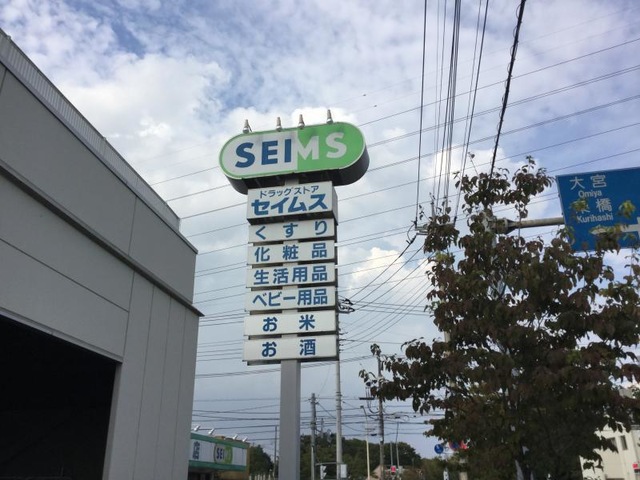 SEIMS
ドラッグストア
セイムス
くすり
化粧品
生活用品
ベビー用品
お米
お酒
大宮
Omiya
橋
Kurihashi
SEI